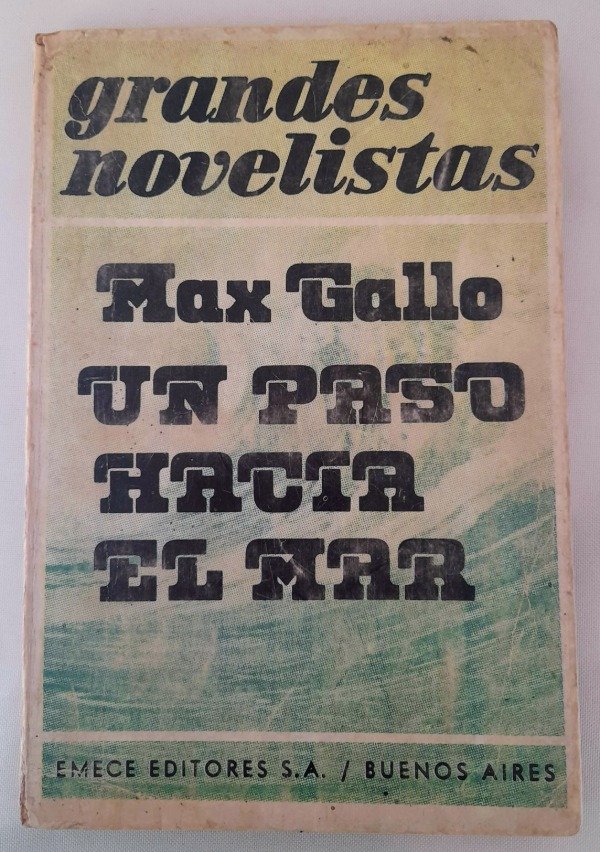 grandes
novelistas
Max Gallo
UN PASO
HACIA
EL MAR
EMECE EDITORES S.A. / BUENOS AIRES